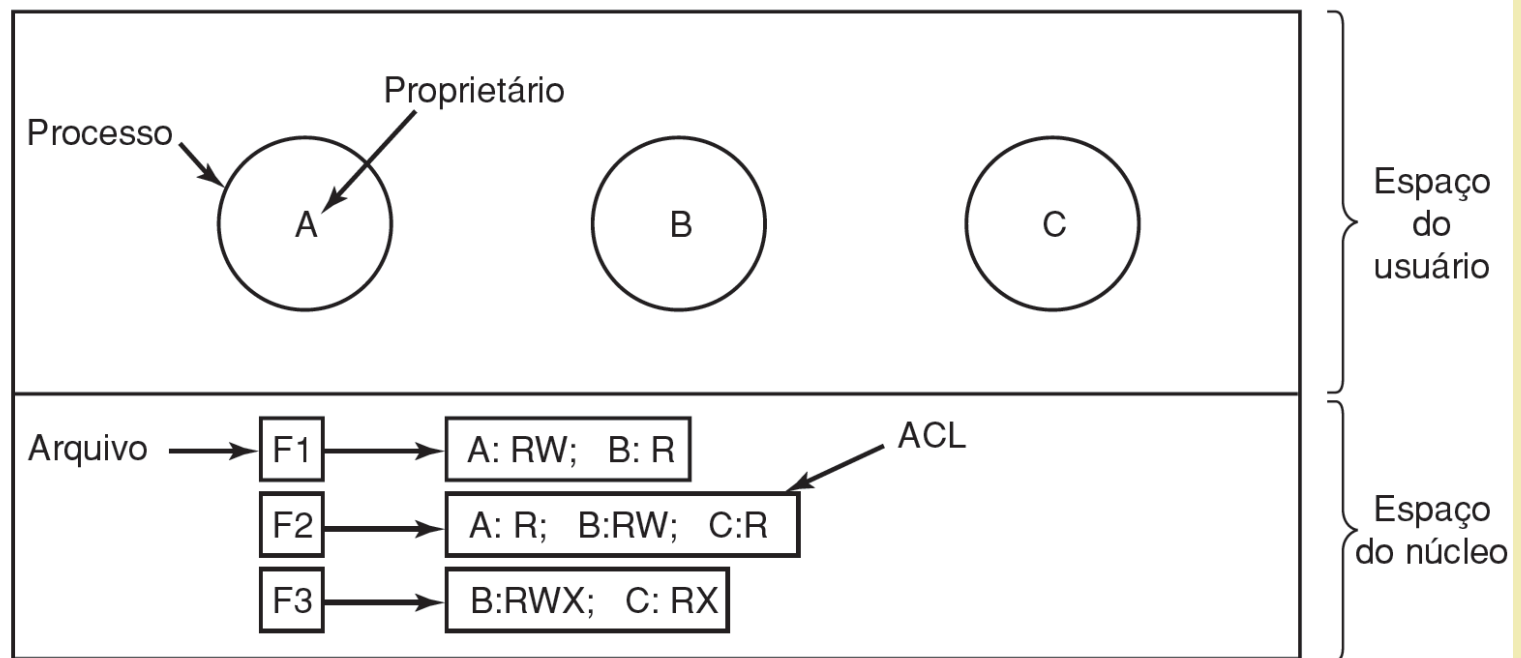 Proprietário
Processo
A
B
C
Espaço
do
usuário
Arquivo
F1
A: RW; B: R
ACL
F2
A: R; B:RW; C:R
F3
B:RWX; C: RX
Espaço
do núcleo